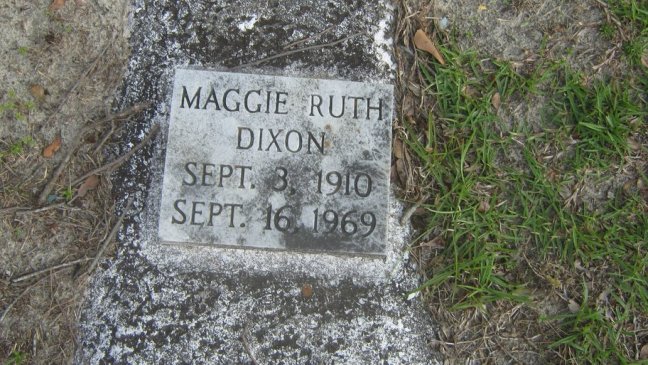 MAGGIE RUTH
DIXON
SEPT. 3, 1910
SEPT. 16, 1969